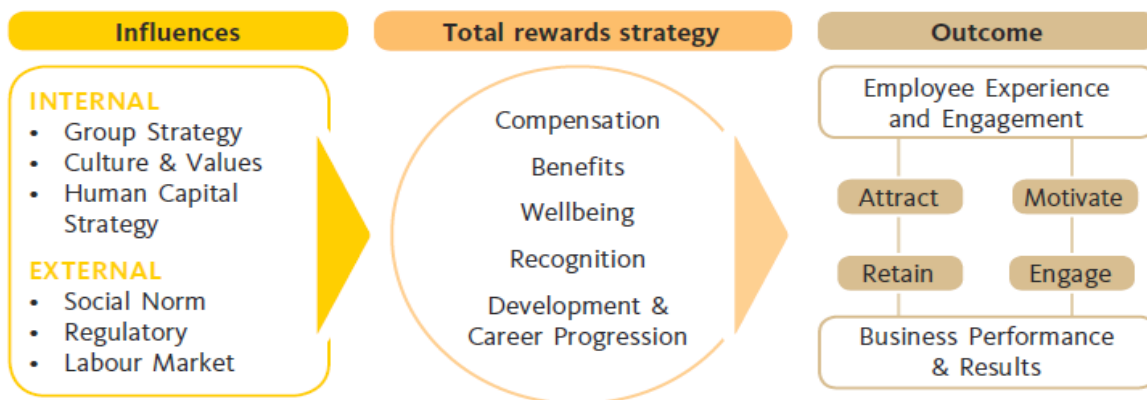 Influences
INTERNAL
• Group Strategy
• Culture & Values
• Human Capital
Strategy
EXTERNAL
• Social Norm
• Regulatory
• Labour Market
Total rewards strategy
Compensation
Benefits
Wellbeing
Recognition
Development &
Career Progression
Outcome
Employee Experience
and Engagement
Attract
Motivate
Retain
Engage
Business Performance
& Results